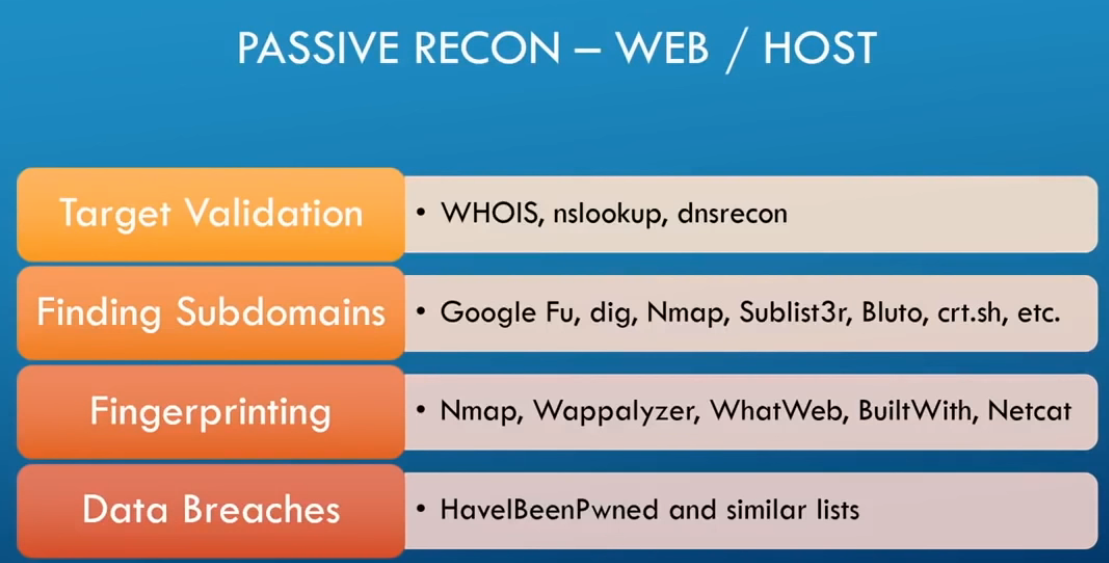 PASSIVE RECON – WEB / HOST
Target Validation
• WHOIS, nslookup, dnsrecon
Finding Subdomains
• Google Fu, dig, Nmap, Sublist3r, Bluto, crt.sh, etc.
Fingerprinting
• Nmap, Wappalyzer, WhatWeb, BuiltWith, Netcat
Data Breaches
• HaveIBeenPwned and similar lists